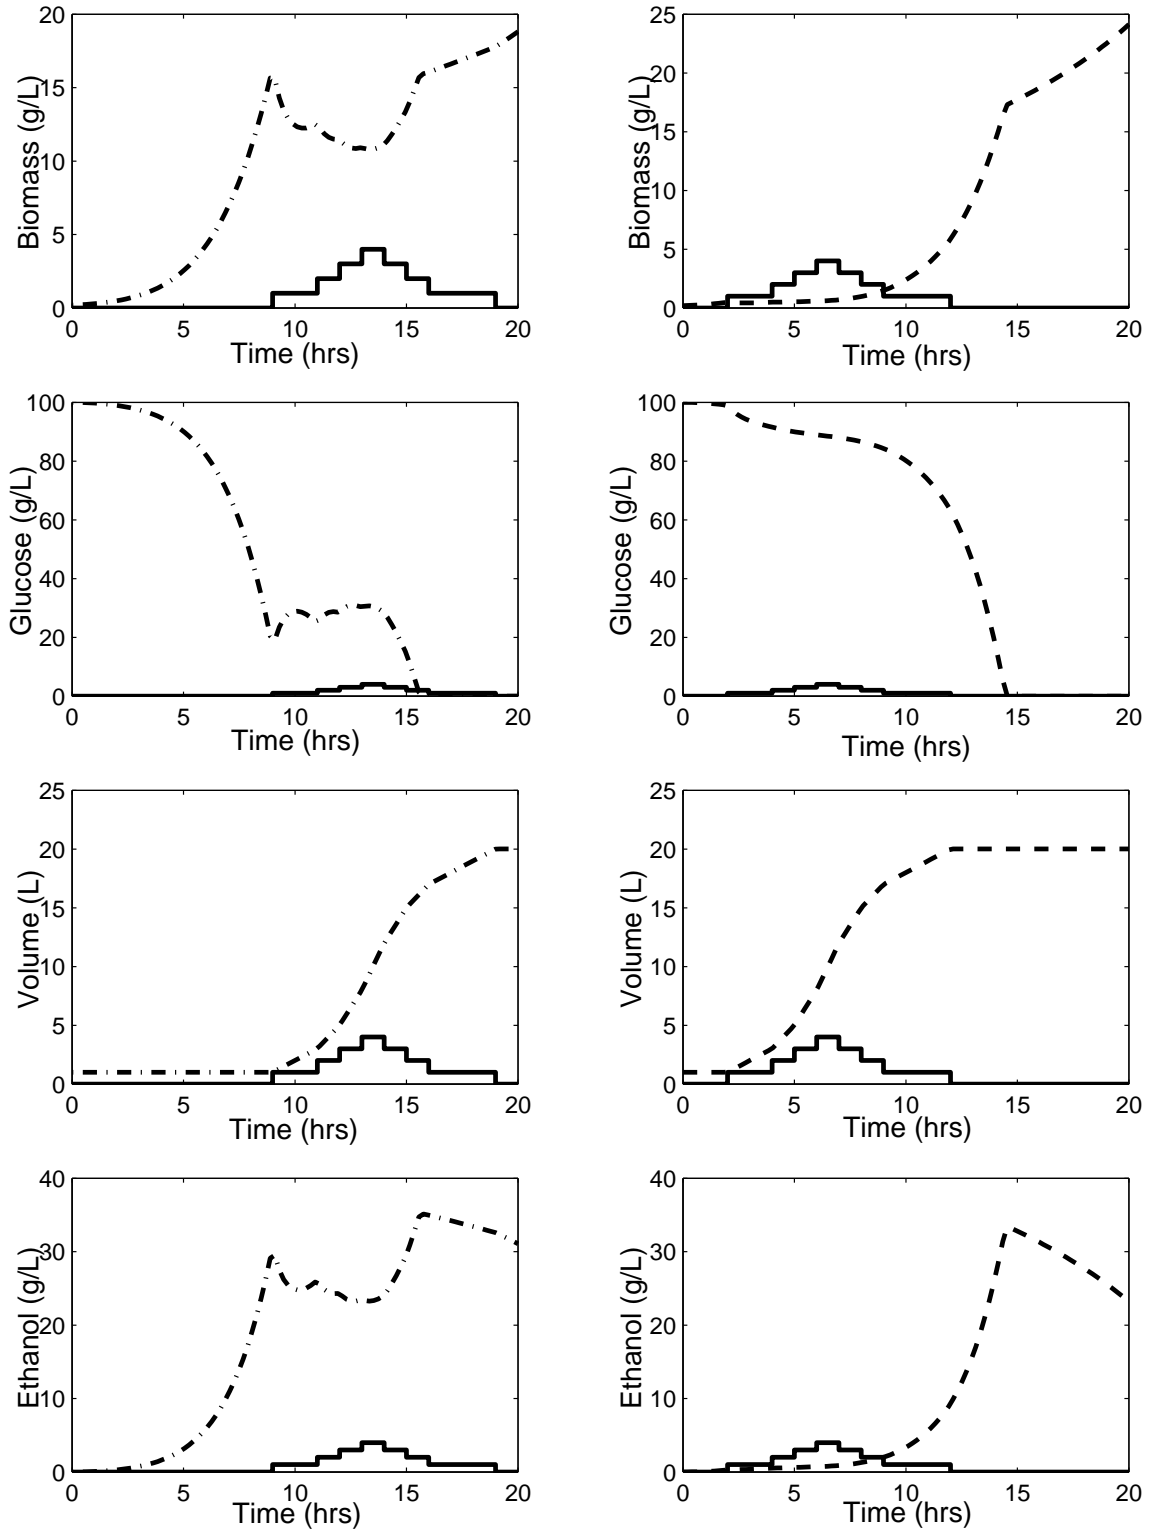 20
15
10
5
0
Biomass (g/L)
0 5 10 15 20
Time (hrs)
25
20
15
10
5
0
Biomass (g/L)
0 5 10 15 20
Time (hrs)
100
80
60
40
20
0
Glucose (g/L)
0 5 10 15 20
Time (hrs)
100
80
60
40
20
0
Glucose (g/L)
0 5 10 15 20
Time (hrs)
25
20
15
10
5
0
Volume (L)
0 5 10 15 20
Time (hrs)
25
20
15
10
5
0
Volume (L)
0 5 10 15 20
Time (hrs)
40
30
20
10
0
Ethanol (g/L)
0 5 10 15 20
Time (hrs)
40
30
20
10
0
Ethanol (g/L)
0 5 10 15 20
Time (hrs)